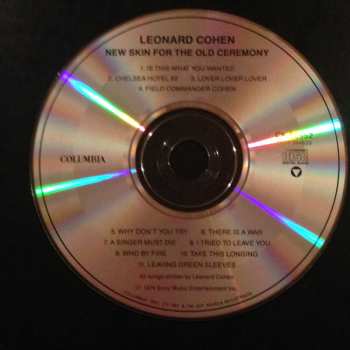 LEONARD COHEN
NEW SKIN FOR THE OLD CEREMONY
1. IS THIS WHAT YOU WANTED
2. CHELSEA HOTEL #2 3. LOVER LOVER LOVER
4. FIELD COMMANDER COHEN
COLUMBIA
5. WHY DON'T YOU TRY 6. THERE IS A WAR
7. A SINGER MUST DIE 8. I TRIED TO LEAVE YOU
9. WHO BY FIRE 10. TAKE THIS LONGING
11. LEAVING GREEN SLEEVES
All songs written by Leonard Cohen
1974 Sony Music Entertainment Inc.